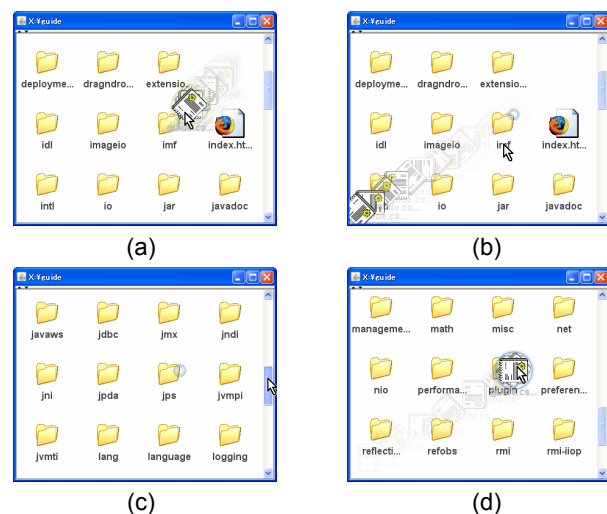 X:¥guide
deployme... dragndro... extensio...
idl imageio imf index.ht...
intl io jar javadoc
(a)
X:¥guide
deployme... dragndro... extensio...
idl imageio imf index.ht...
io jar javadoc
(b)
X:¥guide
javaws jdbc jmx jndi
jni jpda jps jvmpi
jvmti lang language logging
(c)
X:¥guide
manageme... math misc net
nio performa... plugin preferen...
reflecti... refobs rmi rmi-iiop
(d)